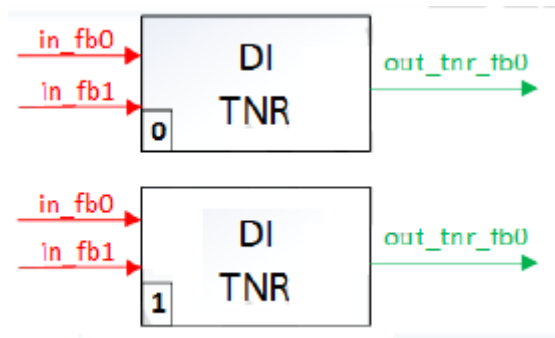 in_fb0
DI
out_tnr_fb0
in_fb1
TNR
0
in_fb0
DI
out_tnr_fb0
in_fb1
TNR
1